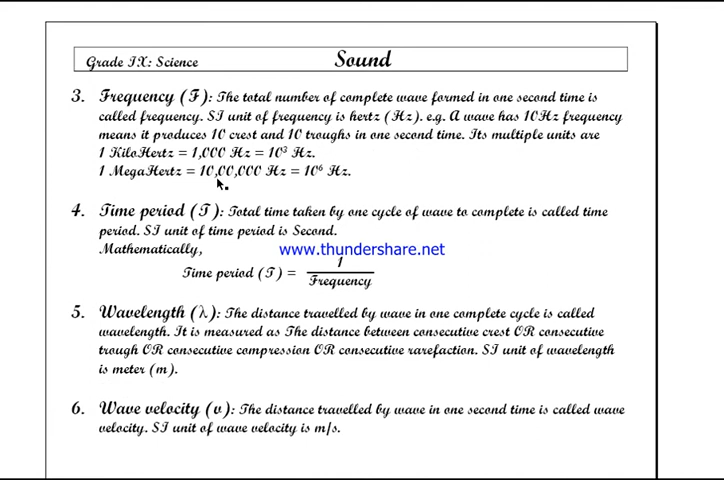 Grade IX: Science
Sound
3. Frequency (F): The total number of complete wave formed in one second time is
called frequency. SI unit of frequency is hertz (Hz). e.g. A wave has 10Hz frequency
means it produces 10 crest and 10 troughs in one second time. Its multiple units are
1 KiloHertz = 1,000 Hz = 10³ Hz.
1 MegaHertz = 10,00,000 Hz = 10⁶ Hz.
4. Time period (T): Total time taken by one cycle of wave to complete is called time
period. SI unit of time period is Second.
Mathematically,
www.thundershare.net
Time period (T) = 1
Frequency
5. Wavelength (λ): The distance travelled by wave in one complete cycle is called
wavelength. It is measured as The distance between consecutive crest OR consecutive
trough OR consecutive compression OR consecutive rarefaction. SI unit of wavelength
is meter (m).
6. Wave velocity (v): The distance travelled by wave in one second time is called wave
velocity. SI unit of wave velocity is m/s.